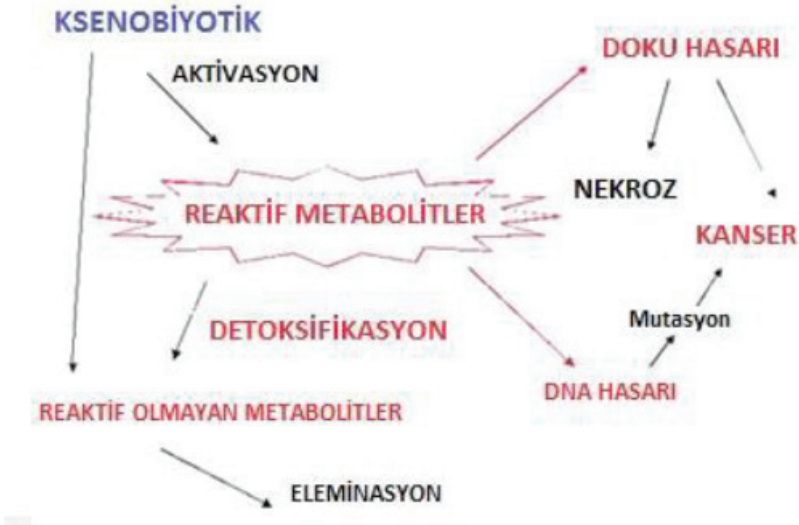 KSENOBİYOTİK
AKTİVASYON
DOKU HASARI
REAKTİF METABOLİTLER
NEKROZ
KANSER
DETOKSİFİKASYON
Mutasyon
DNA HASARI
REAKTİF OLMAYAN METABOLİTLER
ELEMİNASYON